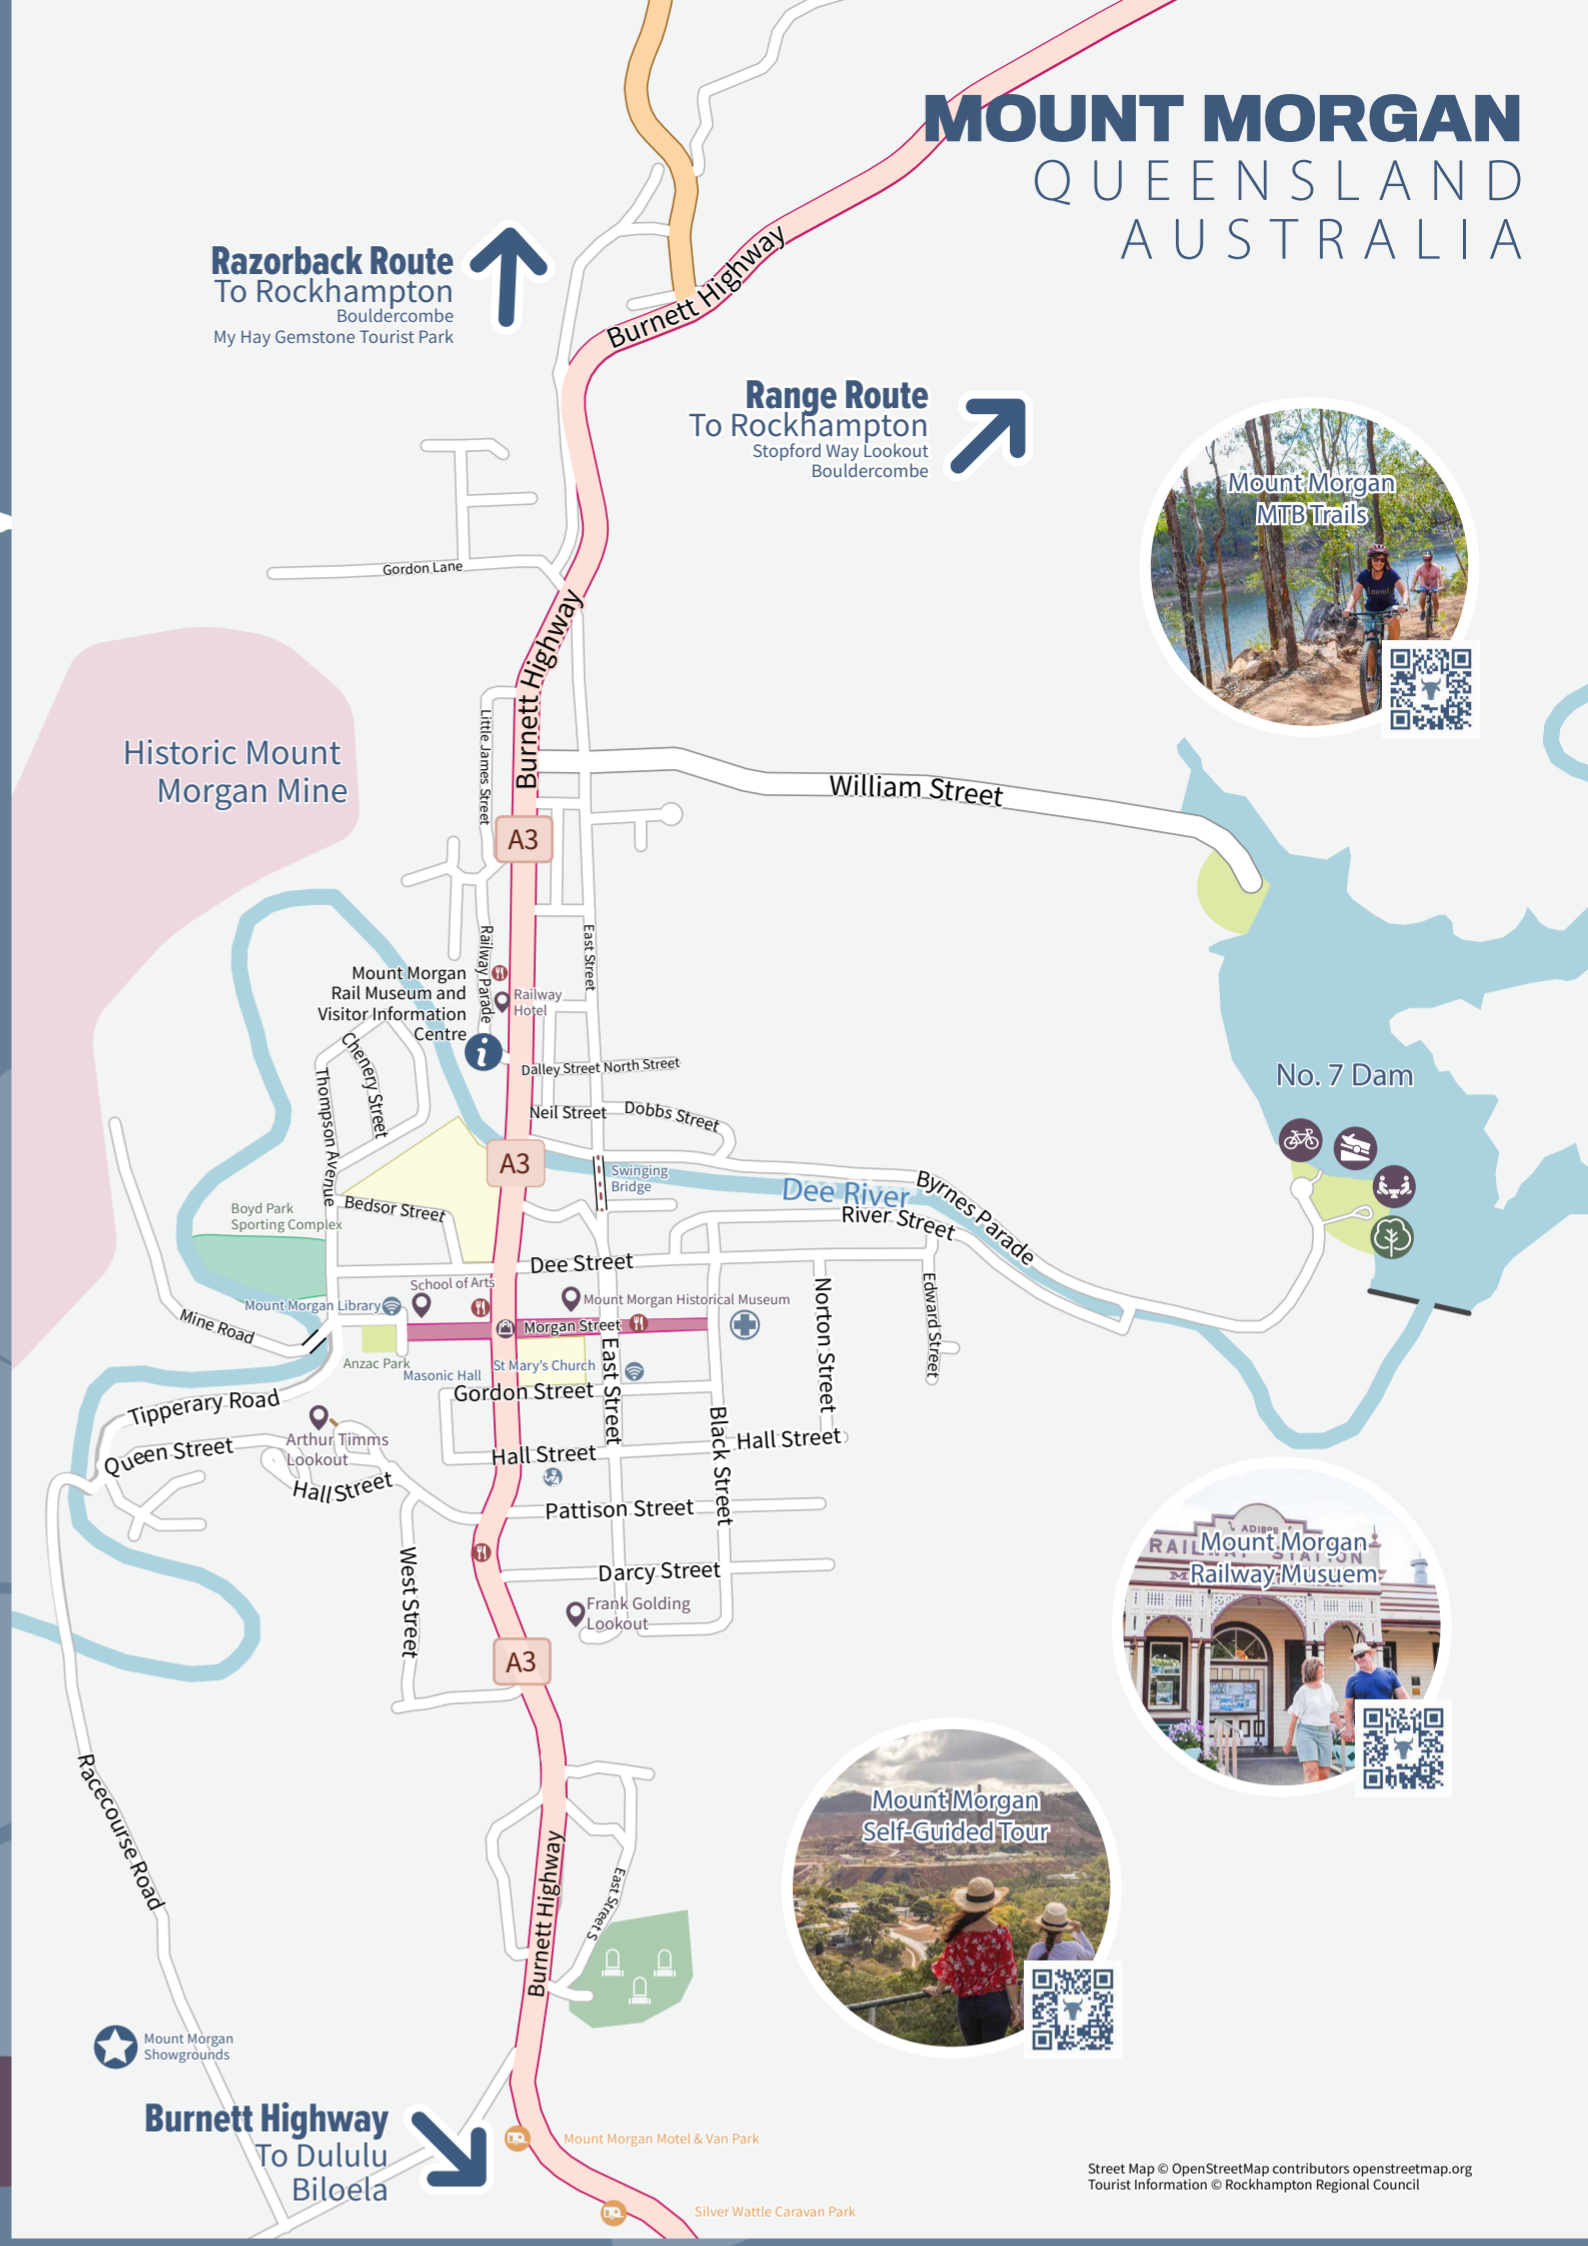 MOUNT MORGAN
QUEENSLAND
AUSTRALIA
Razorback Route
To Rockhampton
Bouldercombe
My Hay Gemstone Tourist Park
Burnett Highway
Range Route
To Rockhampton
Stopford Way Lookout
Bouldercombe
Mount Morgan
MTB Trails
Gordon Lane
Burnett Highway
Little James Street
Historic Mount
Morgan Mine
William Street
A3
East Street
Railway Parade
Mount Morgan
Rail Museum and
Visitor Information
Centre
i
Railway
Hotel
Chenery Street
Thompson Avenue
Dalley Street North Street
Neil Street
Dobbs Street
No. 7 Dam
A3
Swinging
Bridge
Dee River
Byrnes Parade
River Street
Boyd Park
Sporting Complex
Bedsor Street
Dee Street
School of Arts
Mount Morgan Library
Mount Morgan Historical Museum
Morgan Street
Norton Street
Edward Street
Mine Road
Anzac Park
Masonic Hall
St Mary's Church
East Street
Gordon Street
Tipperary Road
Queen Street
Arthur Timms
Lookout
Hall Street
Hall Street
Hall Street
Black Street
Pattison Street
West Street
Darcy Street
Frank Golding
Lookout
A3
AD1898
RAILWAY STATION
Mount Morgan
Railway Musuem
Racecourse Road
Mount Morgan
Self-Guided Tour
Burnett Highway
East Street S
Mount Morgan
Showgrounds
Burnett Highway
To Dululu
Biloela
Mount Morgan Motel & Van Park
Silver Wattle Caravan Park
Street Map © OpenStreetMap contributors openstreetmap.org
Tourist Information © Rockhampton Regional Council